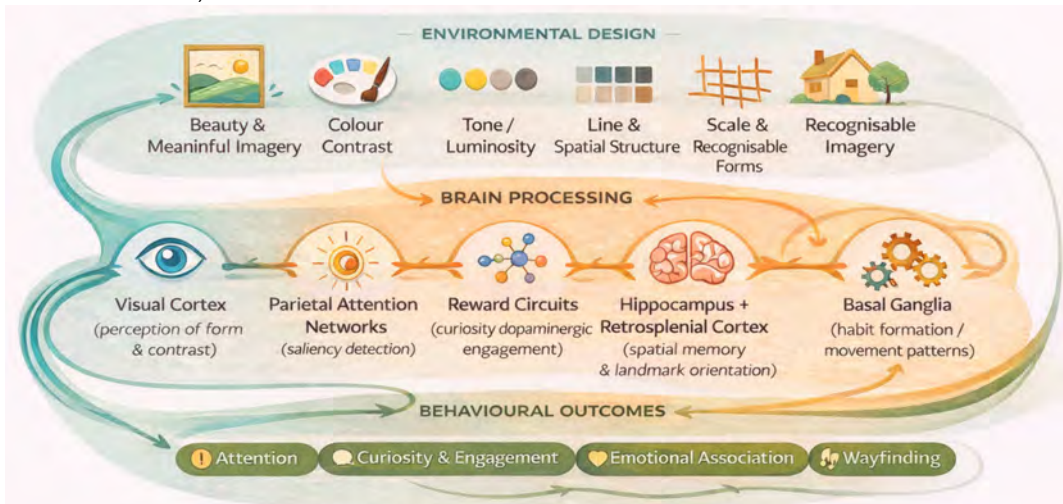 ENVIRONMENTAL DESIGN
Beauty &
Meaninful Imagery
Colour
Contrast
Tone /
Luminosity
Line &
Spatial Structure
Scale &
Recognisable
Forms
Recognisable
Imagery
BRAIN PROCESSING
Visual Cortex
(perception of form
& contrast)
Parietal Attention
Networks
(saliency detection)
Reward Circuits
(curiosity dopaminergic
engagement)
Hippocampus +
Retrosplenial Cortex
(spatial memory
& landmark orientation)
Basal Ganglia
(habit formation /
movement patterns)
BEHAVIOURAL OUTCOMES
Attention
Curiosity & Engagement
Emotional Association
Wayfinding